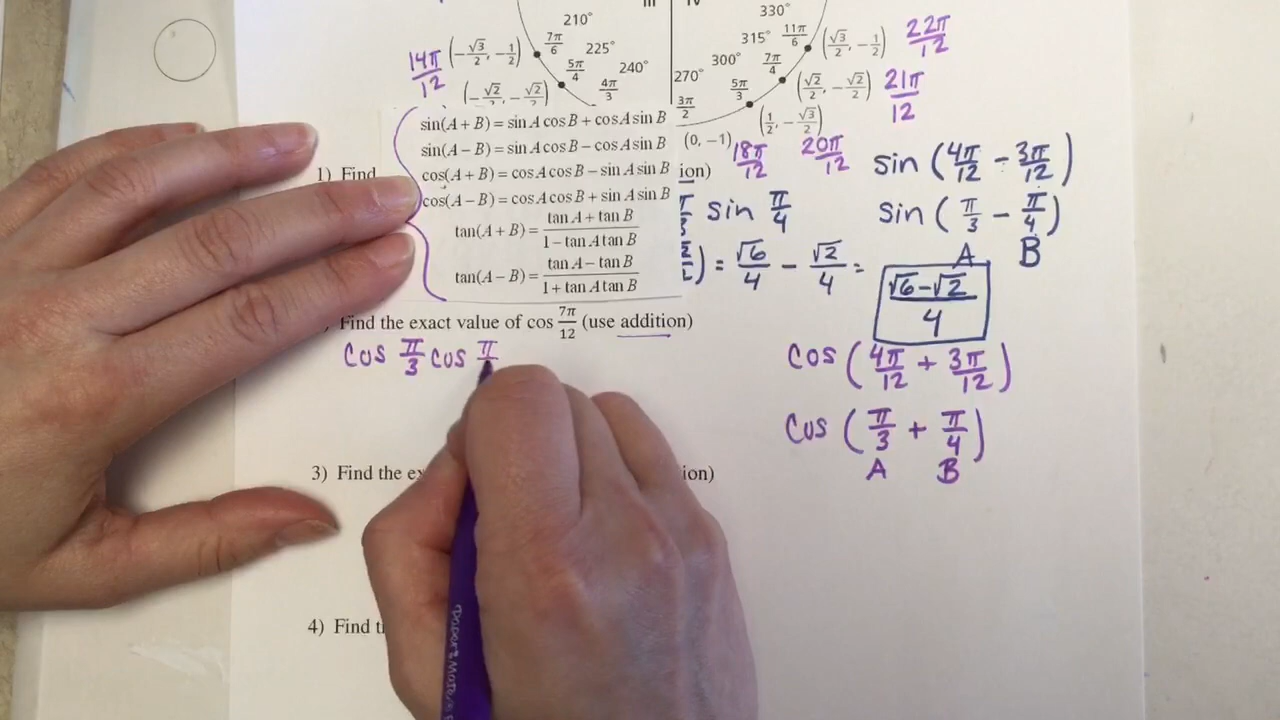 III IV
210° 330°
7π/6 225° 315° 11π/6 (√3/2, -1/2) 22π/12
14π/12 (-√3/2, -1/2)
5π/4 240° 300° 7π/4
(-√2/2, -√2/2) 4π/3 270° 5π/3 (√2/2, -√2/2) 21π/12
3π/2 (1/2, -√3/2)
sin(A + B) = sin A cos B + cos A sin B
sin(A − B) = sin A cos B − cos A sin B (0, −1) 18π/12 20π/12 sin (4π/12 - 3π/12)
1) Find cos(A + B) = cos A cos B − sin A sin B ion)
cos(A − B) = cos A cos B + sin A sin B sin π/4 sin (π/3 - π/4)
A B
tan(A + B) = tan A + tan B / 1 − tan A tan B
) = √6/4 - √2/4 = √6-√2/4
tan(A − B) = tan A − tan B / 1 + tan A tan B
Find the exact value of cos 7π/12 (use addition)
cos π/3 cos π cos (4π/12 + 3π/12)
cos (π/3 + π/4)
A B
3) Find the ex ion)
4) Find t